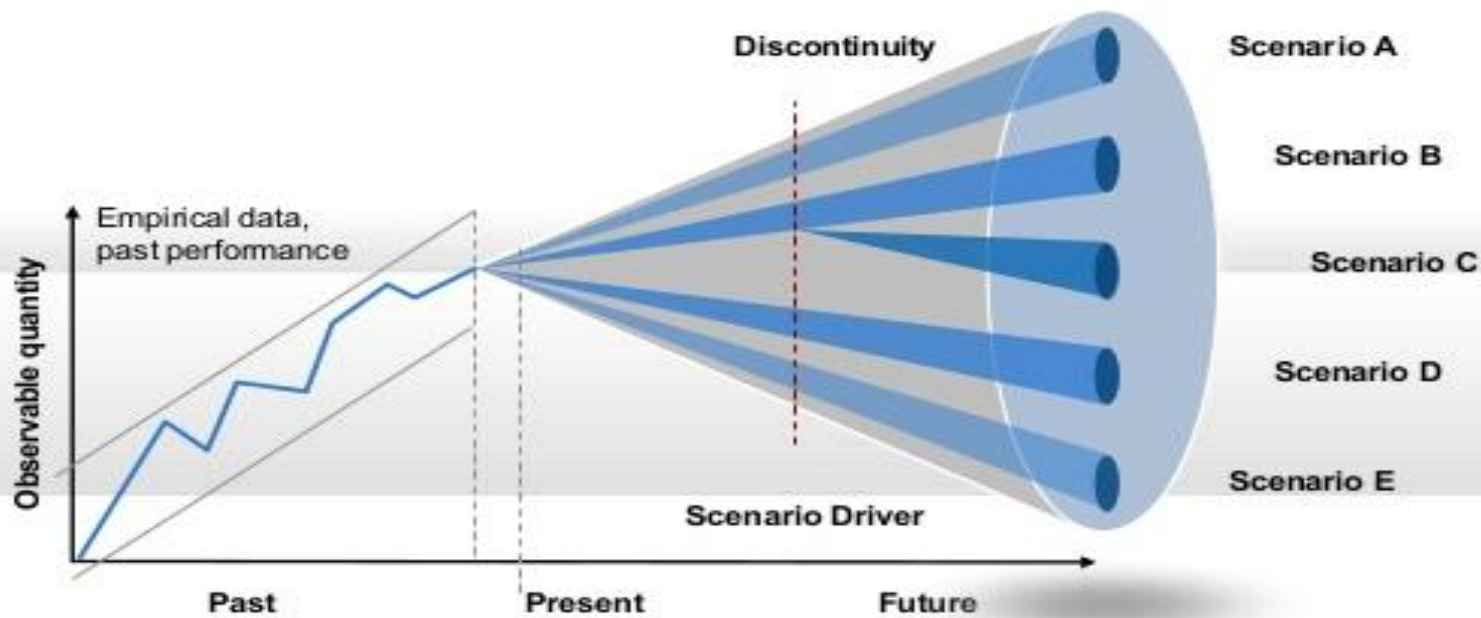 Discontinuity
Scenario A
Scenario B
Empirical data,
past performance
Scenario C
Observable quantity
Scenario D
Scenario E
Scenario Driver
Past
Present
Future